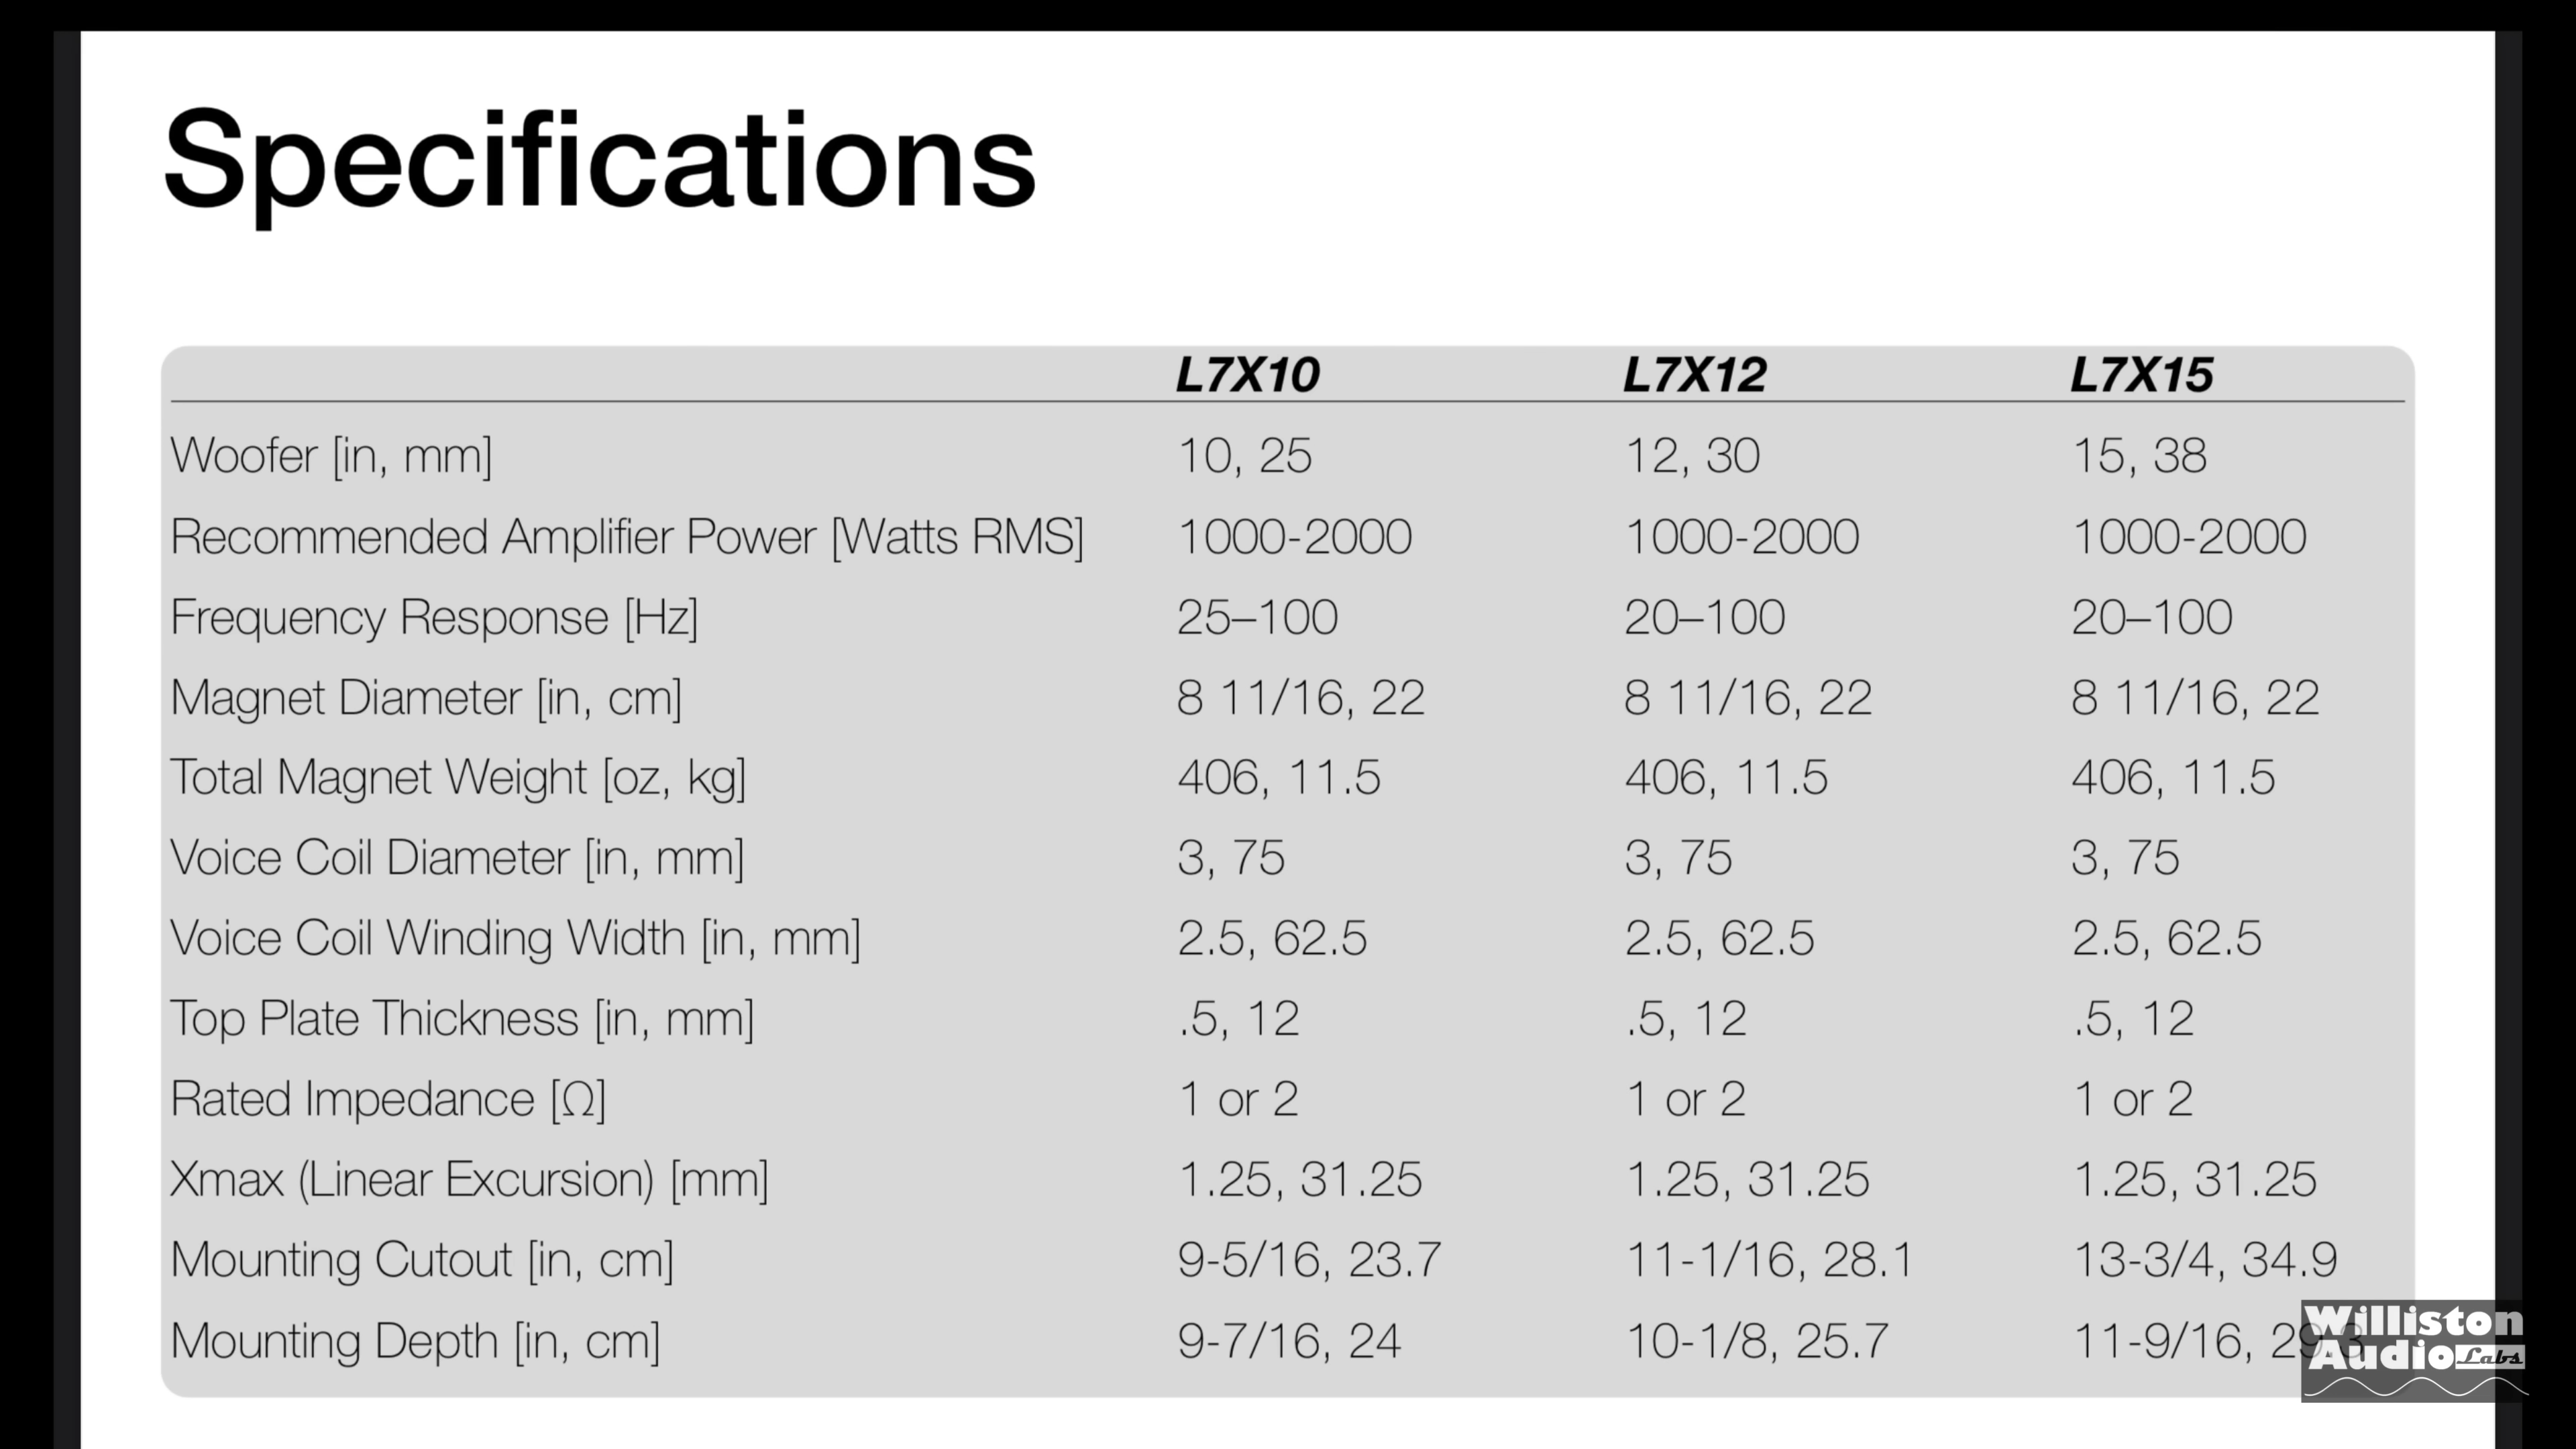 Specifications
L7X10 L7X12 L7X15
Woofer [in, mm] 10, 25 12, 30 15, 38
Recommended Amplifier Power [Watts RMS] 1000-2000 1000-2000 1000-2000
Frequency Response [Hz] 25–100 20–100 20–100
Magnet Diameter [in, cm] 8 11/16, 22 8 11/16, 22 8 11/16, 22
Total Magnet Weight [oz, kg] 406, 11.5 406, 11.5 406, 11.5
Voice Coil Diameter [in, mm] 3, 75 3, 75 3, 75
Voice Coil Winding Width [in, mm] 2.5, 62.5 2.5, 62.5 2.5, 62.5
Top Plate Thickness [in, mm] .5, 12 .5, 12 .5, 12
Rated Impedance [Ω] 1 or 2 1 or 2 1 or 2
Xmax (Linear Excursion) [mm] 1.25, 31.25 1.25, 31.25 1.25, 31.25
Mounting Cutout [in, cm] 9-5/16, 23.7 11-1/16, 28.1 13-3/4, 34.9
Mounting Depth [in, cm] 9-7/16, 24 10-1/8, 25.7 11-9/16, 29.3
Williston
Audio Labs